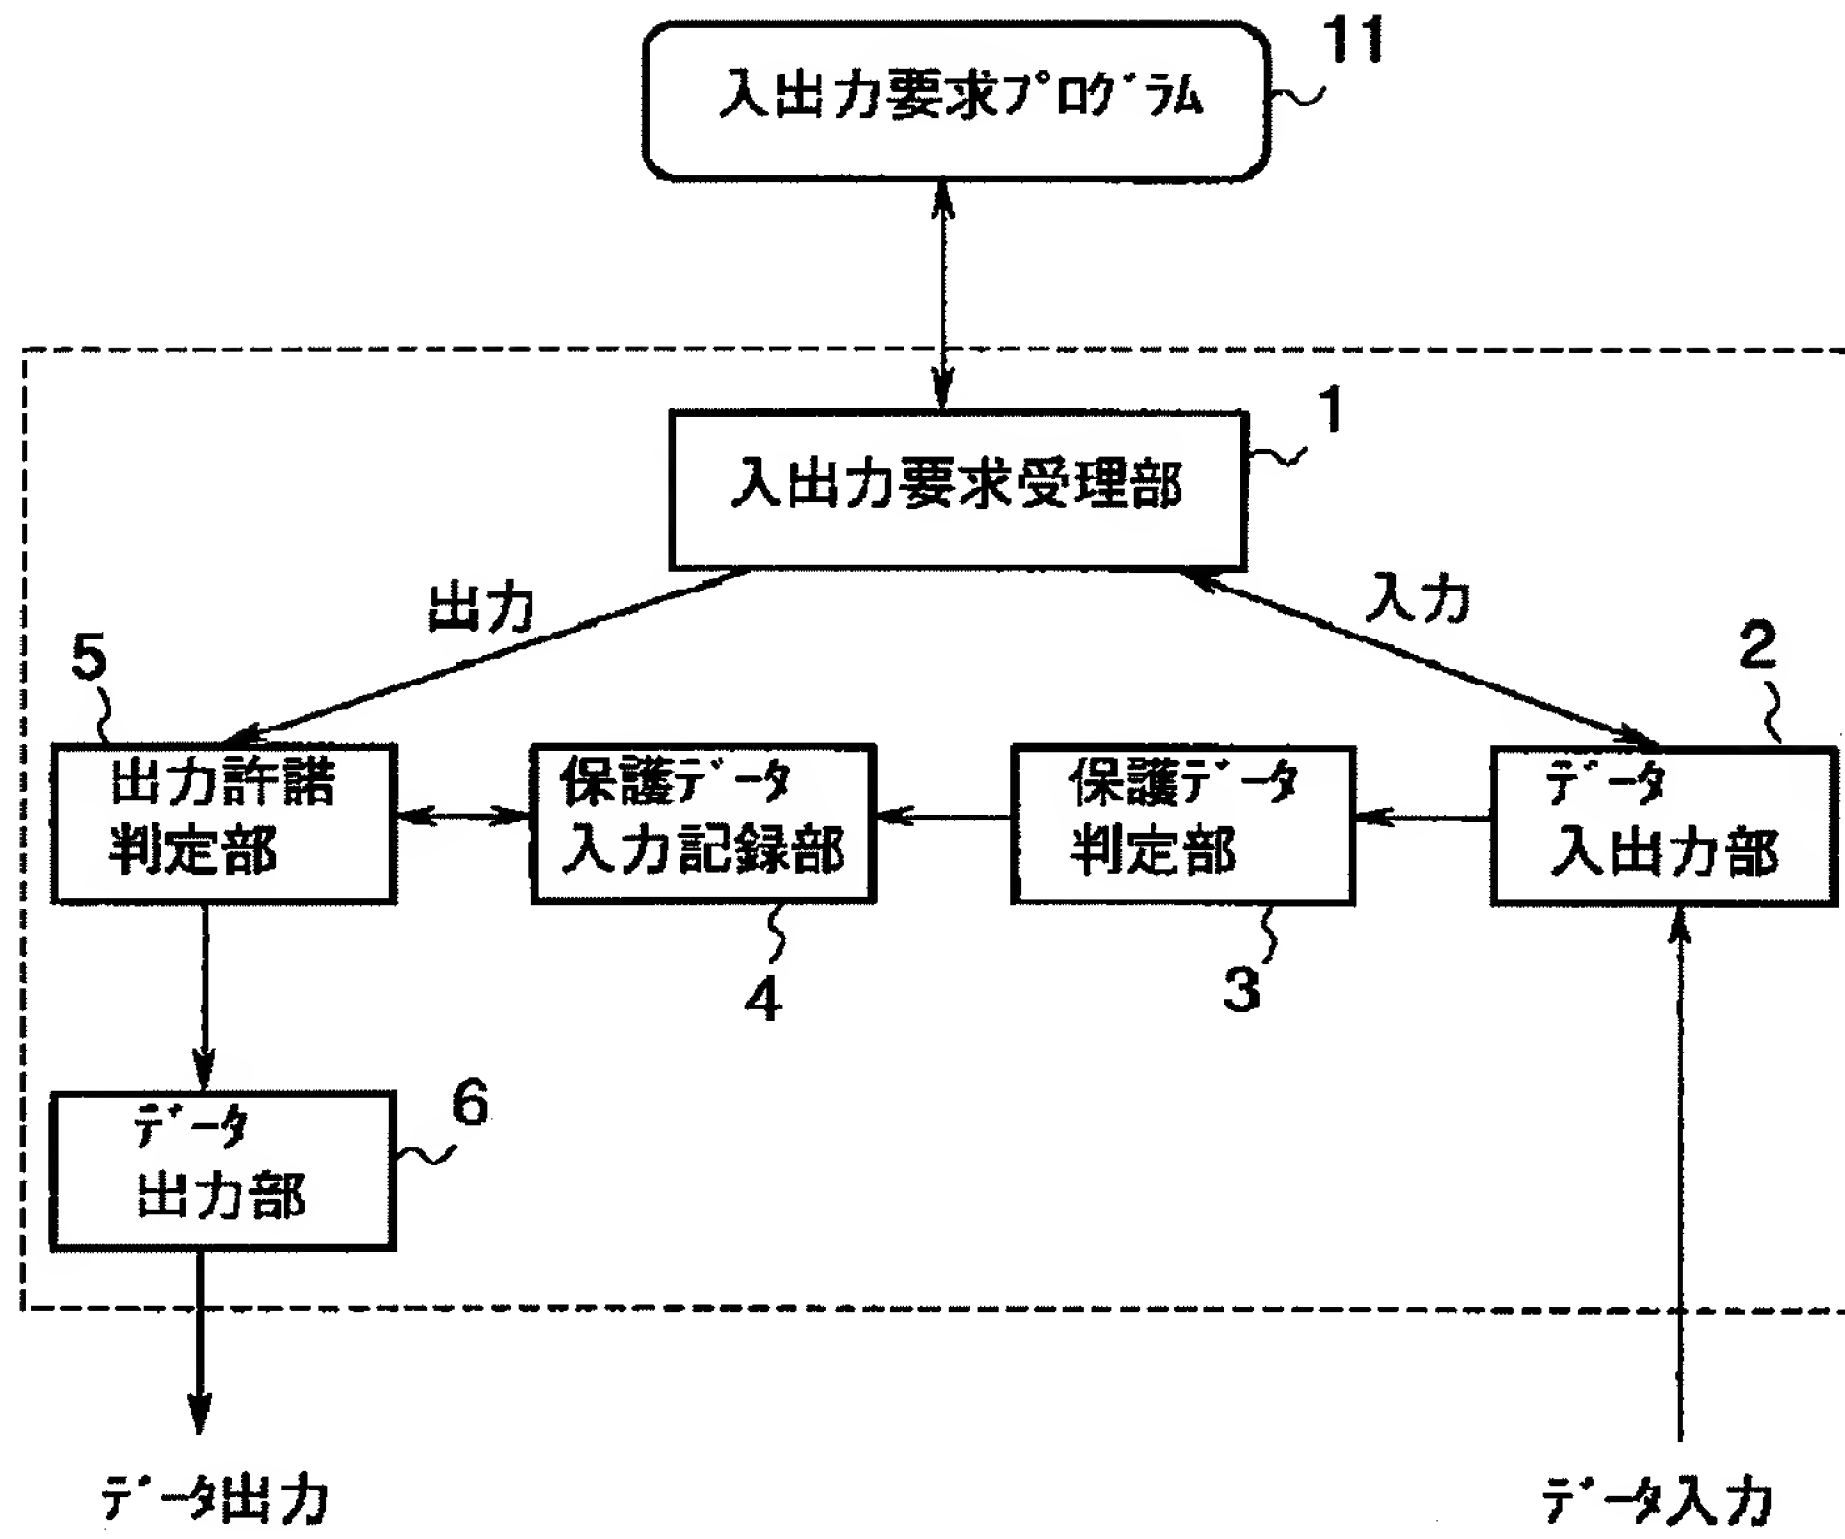 11
入出力要求ﾌﾟﾛｸﾞﾗﾑ
1
入出力要求受理部
出力
入力
5
出力許諾
判定部
保護ﾃﾞｰﾀ
入力記録部
4
保護ﾃﾞｰﾀ
判定部
3
2
ﾃﾞｰﾀ
入出力部
6
ﾃﾞｰﾀ
出力部
ﾃﾞｰﾀ出力
ﾃﾞｰﾀ入力